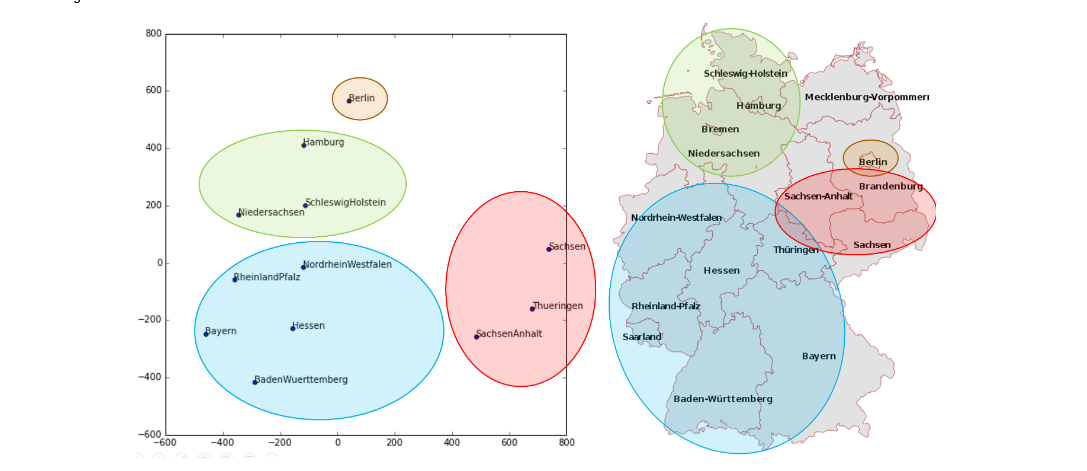 800
600
400
200
0
−200
−400
−600
−600
−400
−200
0
200
400
600
800
Berlin
Hamburg
SchleswigHolstein
Niedersachsen
Sachsen
NordrheinWestfalen
RheinlandPfalz
Thueringen
Hessen
Bayern
SachsenAnhalt
BadenWuerttemberg
Schleswig-Holstein
Mecklenburg-Vorpommern
Hamburg
Bremen
Niedersachsen
Berlin
Brandenburg
Sachsen-Anhalt
Nordrhein-Westfalen
Sachsen
Thüringen
Hessen
Rheinland-Pfalz
Saarland
Bayern
Baden-Württemberg